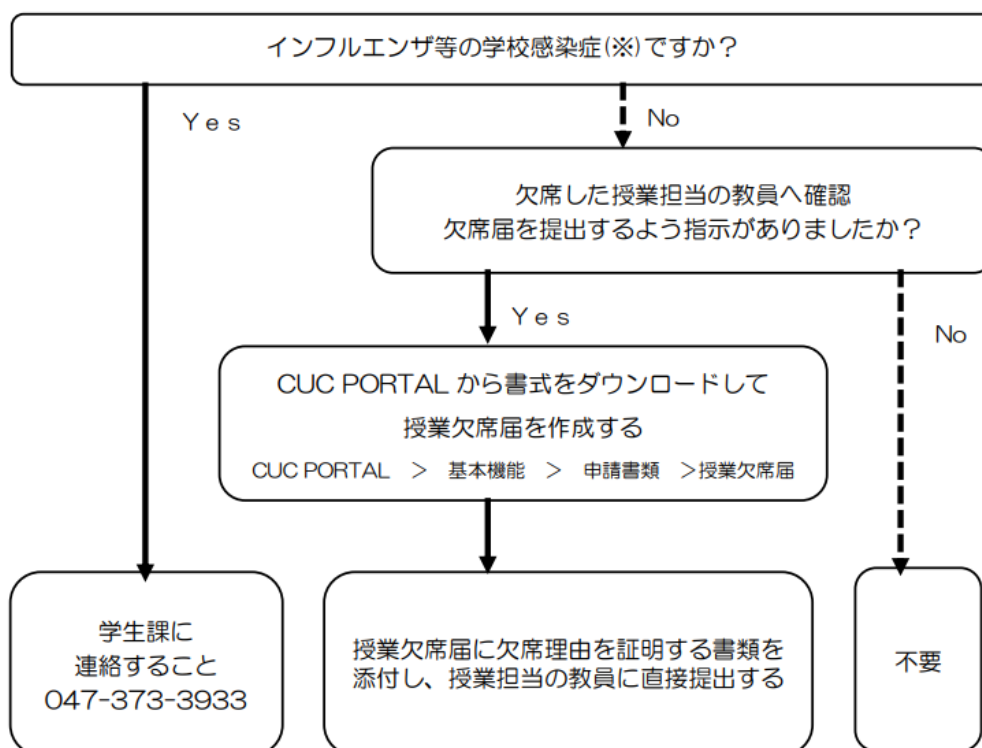 インフルエンザ等の学校感染症(※)ですか?
Yes
No
欠席した授業担当の教員へ確認
欠席届を提出するよう指示がありましたか?
Yes
No
CUC PORTAL から書式をダウンロードして
授業欠席届を作成する
CUC PORTAL > 基本機能 > 申請書類 >授業欠席届
学生課に
連絡すること
047-373-3933
授業欠席届に欠席理由を証明する書類を
添付し、授業担当の教員に直接提出する
不要